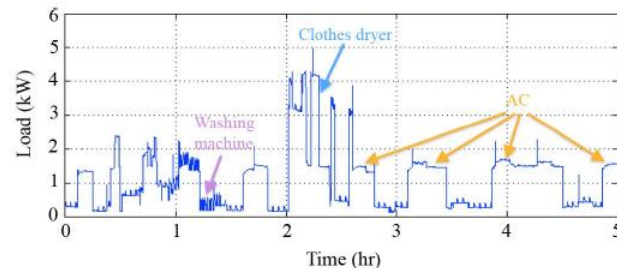 6
5
4
3
2
1
0
Load (kW)
Clothes dryer
Washing
machine
AC
0 1 2 3 4 5
Time (hr)